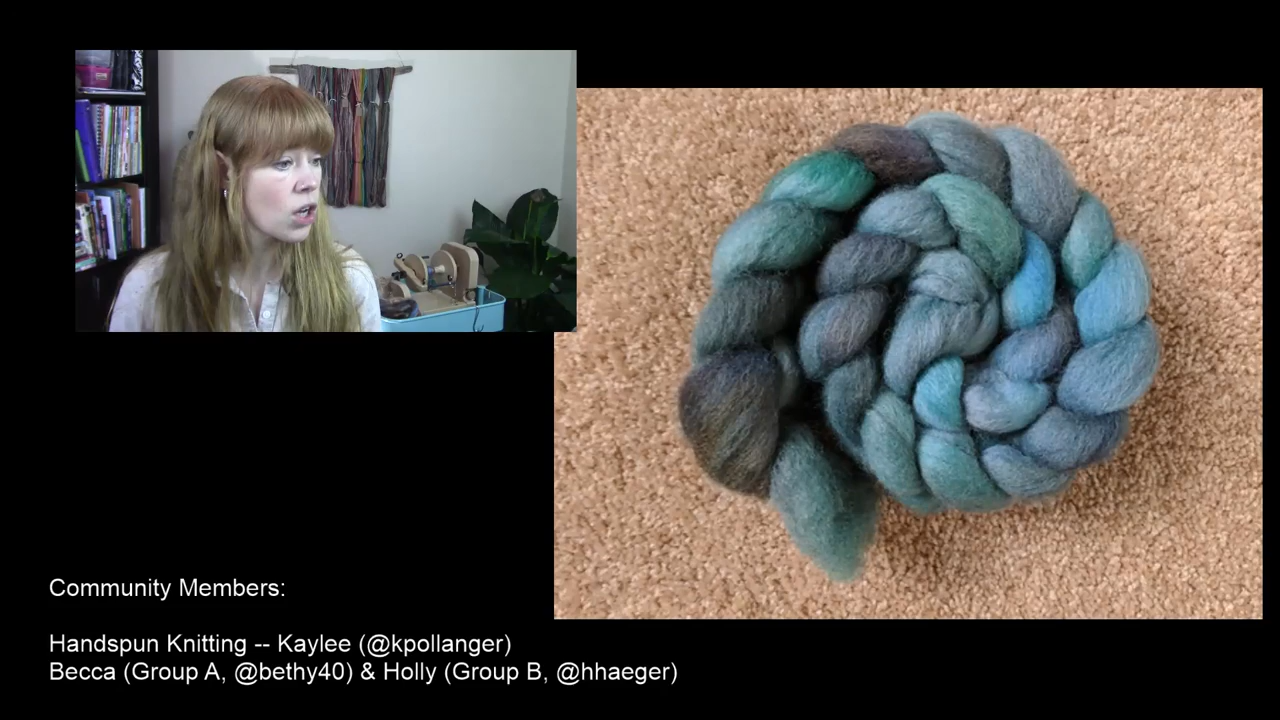 Community Members:
Handspun Knitting -- Kaylee (@kpollanger)
Becca (Group A, @bethy40) & Holly (Group B, @hhaeger)